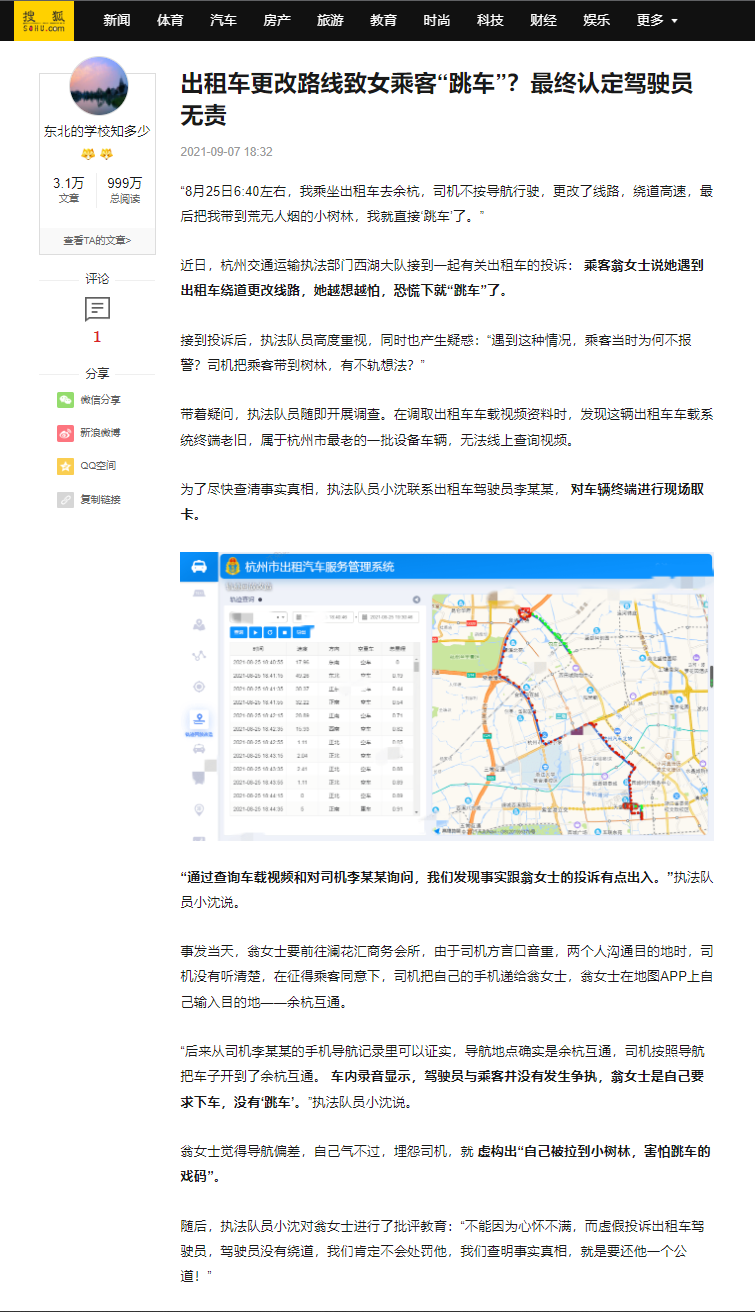 搜狐
SOHU.com
新闻 体育 汽车 房产 旅游 教育 时尚 科技 财经 娱乐 更多
东北的学校知多少
3.1万 999万
文章 总阅读
查看TA的文章>
评论
1
分享
微信分享
新浪微博
QQ空间
复制链接
出租车更改路线致女乘客“跳车”？最终认定驾驶员
无责
2021-09-07 18:32
“8月25日6:40左右，我乘坐出租车去余杭，司机不按导航行驶，更改了线路，绕道高速，最
后把我带到荒无人烟的小树林，我就直接‘跳车’了。”
近日，杭州交通运输执法部门西湖大队接到一起有关出租车的投诉： 乘客翁女士说她遇到
出租车绕道更改线路，她越想越怕，恐慌下就“跳车”了。
接到投诉后，执法队员高度重视，同时也产生疑惑：“遇到这种情况，乘客当时为何不报
警？司机把乘客带到树林，有不轨想法？”
带着疑问，执法队员随即开展调查。在调取出租车车载视频资料时，发现这辆出租车车载系
统终端老旧，属于杭州市最老的一批设备车辆，无法线上查询视频。
为了尽快查清事实真相，执法队员小沈联系出租车驾驶员李某某， 对车辆终端进行现场取
卡。
杭州市出租汽车服务管理系统
“通过查询车载视频和对司机李某某询问，我们发现事实跟翁女士的投诉有点出入。”执法队
员小沈说。
事发当天，翁女士要前往澜花汇商务会所，由于司机方言口音重，两个人沟通目的地时，司
机没有听清楚，在征得乘客同意下，司机把自己的手机递给翁女士，翁女士在地图APP上自
己输入目的地——余杭互通。
“后来从司机李某某的手机导航记录里可以证实，导航地点确实是余杭互通，司机按照导航
把车子开到了余杭互通。 车内录音显示，驾驶员与乘客并没有发生争执，翁女士是自己要
求下车，没有‘跳车’。”执法队员小沈说。
翁女士觉得导航偏差，自己气不过，埋怨司机，就 虚构出“自己被拉到小树林，害怕跳车的
戏码”。
随后，执法队员小沈对翁女士进行了批评教育：“不能因为心怀不满，而虚假投诉出租车驾
驶员，驾驶员没有绕道，我们肯定不会处罚他，我们查明事实真相，就是要还他一个公
道！”